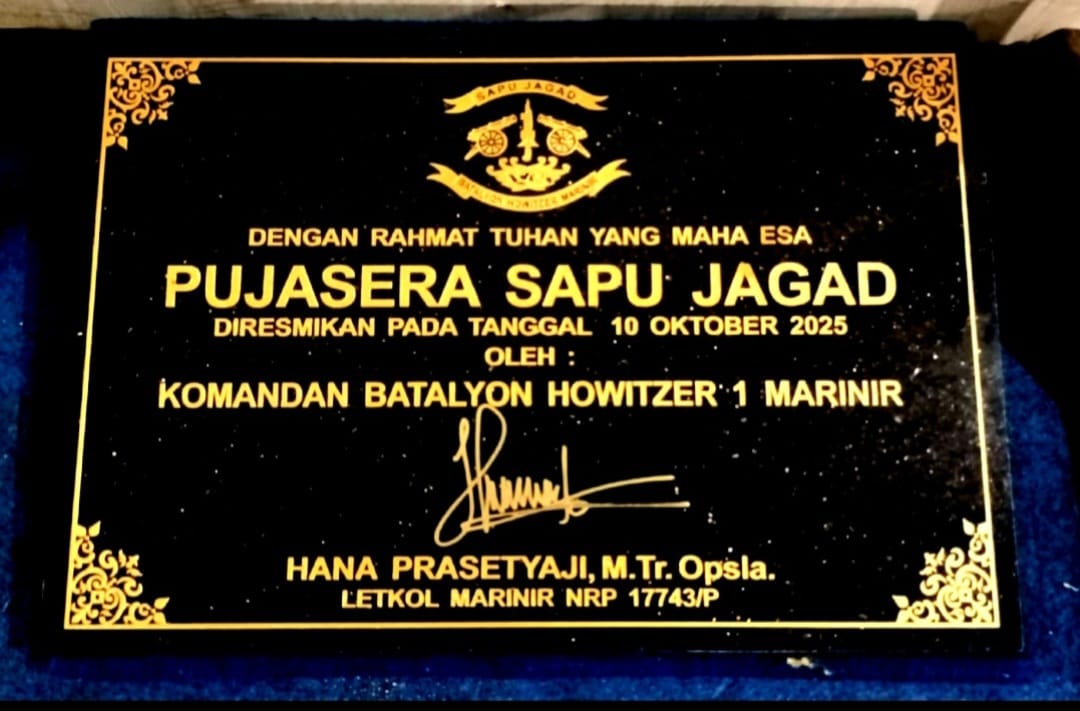 SAPU JAGAD
BATALYON HOWITZER MARINIR
DENGAN RAHMAT TUHAN YANG MAHA ESA
PUJASERA SAPU JAGAD
DIRESMIKAN PADA TANGGAL 10 OKTOBER 2025
OLEH :
KOMANDAN BATALYON HOWITZER 1 MARINIR
HANA PRASETYAJI, M.Tr. Opsla.
LETKOL MARINIR NRP 17743/P